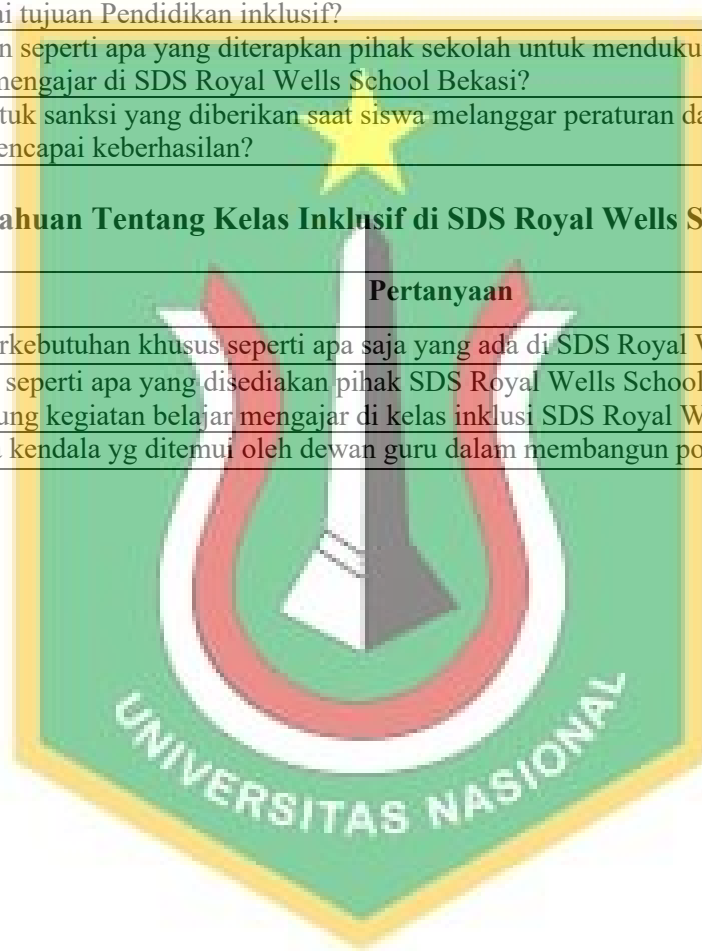 ai tujuan Pendidikan inklusif?
n seperti apa yang diterapkan pihak sekolah untuk menduku
mengajar di SDS Royal Wells School Bekasi?
tuk sanksi yang diberikan saat siswa melanggar peraturan da
encapai keberhasilan?
ahuan Tentang Kelas Inklusif di SDS Royal Wells S
Pertanyaan
rkebutuhan khusus seperti apa saja yang ada di SDS Royal W
seperti apa yang disediakan pihak SDS Royal Wells School
ung kegiatan belajar mengajar di kelas inklusi SDS Royal W
kendala yg ditemui oleh dewan guru dalam membangun po
UNIVERSITAS NASIONAL